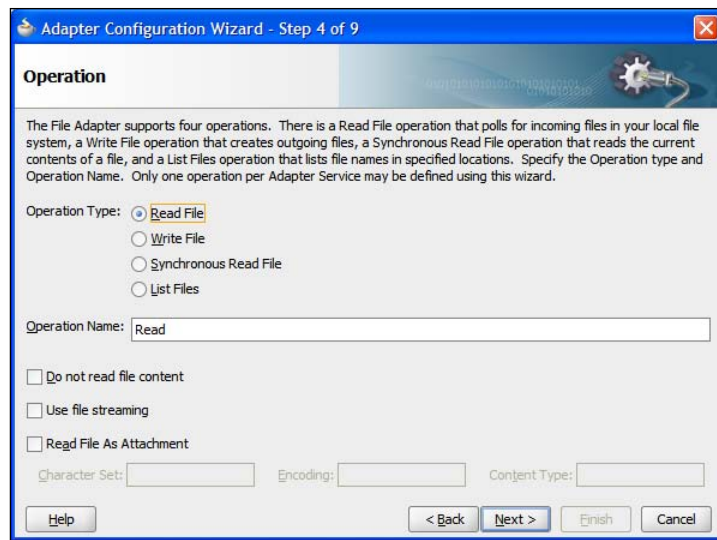 Adapter Configuration Wizard - Step 4 of 9
Operation
The File Adapter supports four operations. There is a Read File operation that polls for incoming files in your local file
system, a Write File operation that creates outgoing files, a Synchronous Read File operation that reads the current
contents of a file, and a List Files operation that lists file names in specified locations. Specify the Operation type and
Operation Name. Only one operation per Adapter Service may be defined using this wizard.
Operation Type: Read File
Write File
Synchronous Read File
List Files
Operation Name: Read
Do not read file content
Use file streaming
Read File As Attachment
Character Set: Encoding: Content Type:
Help < Back Next > Finish Cancel